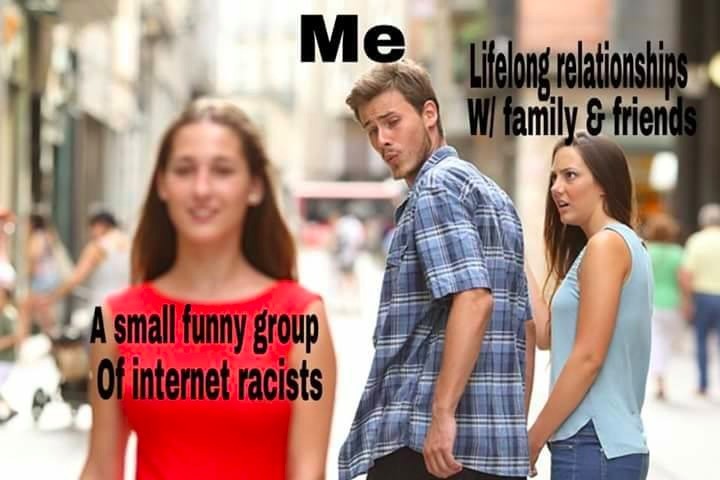 Me
Lifelong relationships
W/ family & friends
A small funny group
Of internet racists